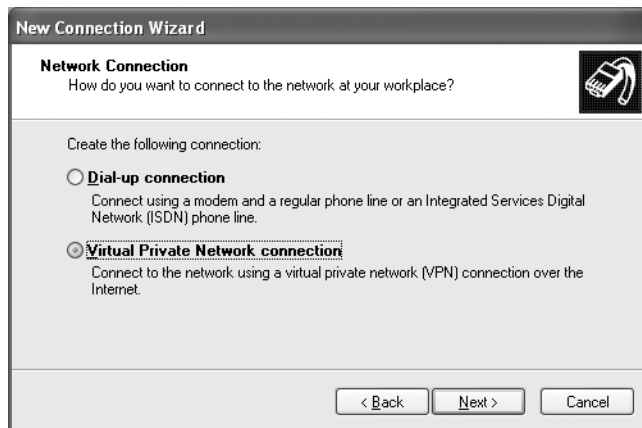 New Connection Wizard
Network Connection
How do you want to connect to the network at your workplace?
Create the following connection:
Dial-up connection
Connect using a modem and a regular phone line or an Integrated Services Digital
Network (ISDN) phone line.
Virtual Private Network connection
Connect to the network using a virtual private network (VPN) connection over the
Internet.
< Back Next > Cancel